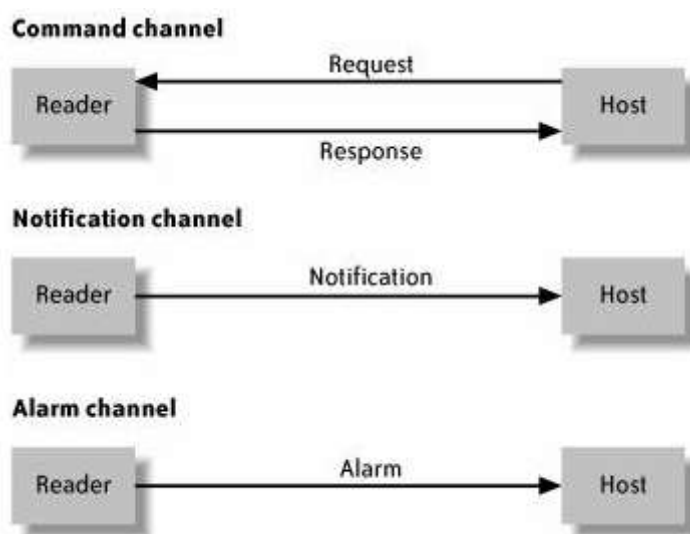 Command channel
Request
Reader
Host
Response
Notification channel
Notification
Reader
Host
Alarm channel
Alarm
Reader
Host